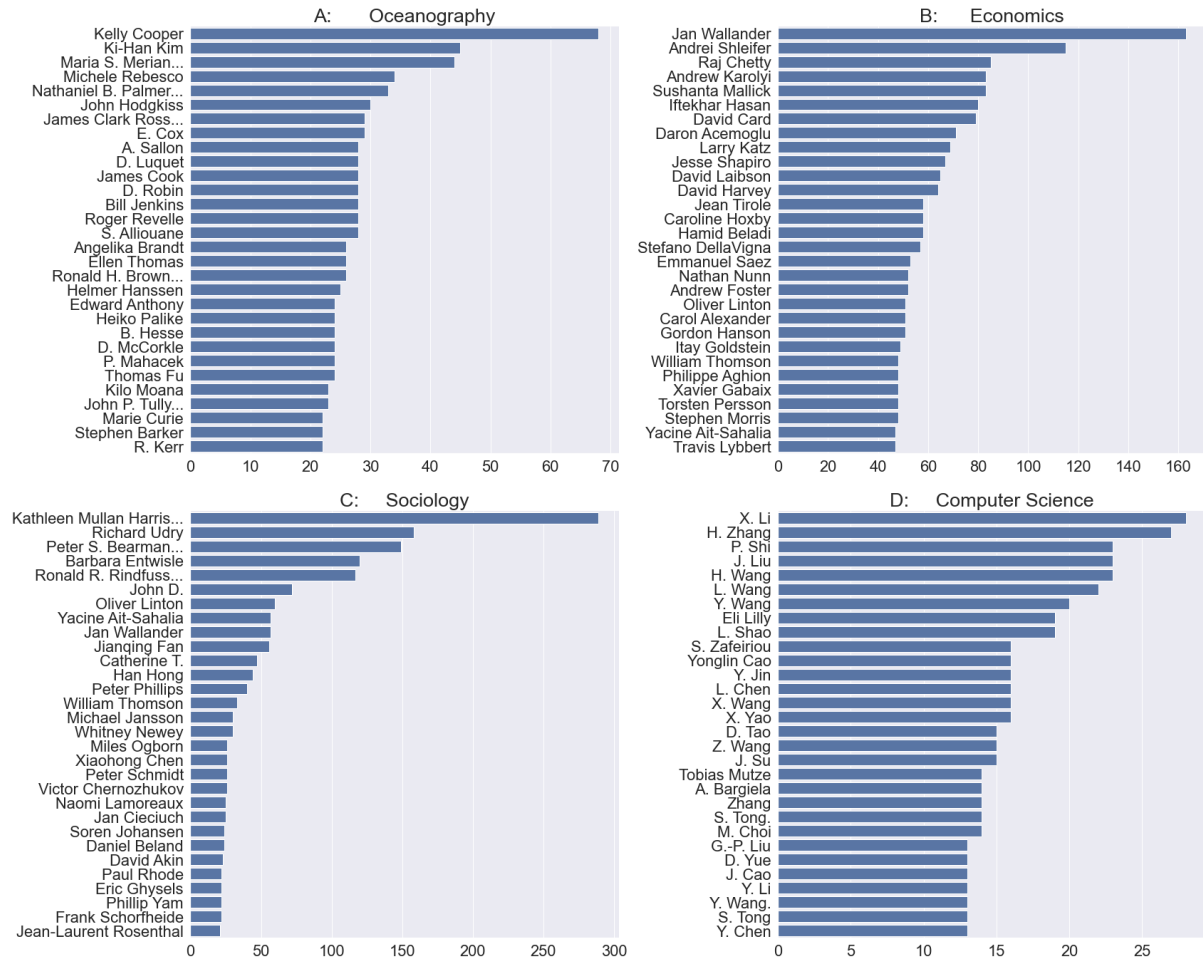 A: Oceanography
Kelly Cooper
Ki-Han Kim
Maria S. Merian...
Michele Rebesco
Nathaniel B. Palmer...
John Hodgkiss
James Clark Ross...
E. Cox
A. Sallon
D. Luquet
James Cook
D. Robin
Bill Jenkins
Roger Revelle
S. Alliouane
Angelika Brandt
Ellen Thomas
Ronald H. Brown...
Helmer Hanssen
Edward Anthony
Heiko Palike
B. Hesse
D. McCorkle
P. Mahacek
Thomas Fu
Kilo Moana
John P. Tully...
Marie Curie
Stephen Barker
R. Kerr
0 10 20 30 40 50 60 70
B: Economics
Jan Wallander
Andrei Shleifer
Raj Chetty
Andrew Karolyi
Sushanta Mallick
Iftekhar Hasan
David Card
Daron Acemoglu
Larry Katz
Jesse Shapiro
David Laibson
David Harvey
Jean Tirole
Caroline Hoxby
Hamid Beladi
Stefano DellaVigna
Emmanuel Saez
Nathan Nunn
Andrew Foster
Oliver Linton
Carol Alexander
Gordon Hanson
Itay Goldstein
William Thomson
Philippe Aghion
Xavier Gabaix
Torsten Persson
Stephen Morris
Yacine Ait-Sahalia
Travis Lybbert
0 20 40 60 80 100 120 140 160
C: Sociology
Kathleen Mullan Harris...
Richard Udry
Peter S. Bearman...
Barbara Entwisle
Ronald R. Rindfuss...
John D.
Oliver Linton
Yacine Ait-Sahalia
Jan Wallander
Jianqing Fan
Catherine T.
Han Hong
Peter Phillips
William Thomson
Michael Jansson
Whitney Newey
Miles Ogborn
Xiaohong Chen
Peter Schmidt
Victor Chernozhukov
Naomi Lamoreaux
Jan Cieciuch
Soren Johansen
Daniel Beland
David Akin
Paul Rhode
Eric Ghysels
Phillip Yam
Frank Schorfheide
Jean-Laurent Rosenthal
0 50 100 150 200 250 300
D: Computer Science
X. Li
H. Zhang
P. Shi
J. Liu
H. Wang
L. Wang
Y. Wang
Eli Lilly
L. Shao
S. Zafeiriou
Yonglin Cao
Y. Jin
L. Chen
X. Wang
X. Yao
D. Tao
Z. Wang
J. Su
Tobias Mutze
A. Bargiela
Zhang
S. Tong.
M. Choi
G.-P. Liu
D. Yue
J. Cao
Y. Li
Y. Wang.
S. Tong
Y. Chen
0 5 10 15 20 25